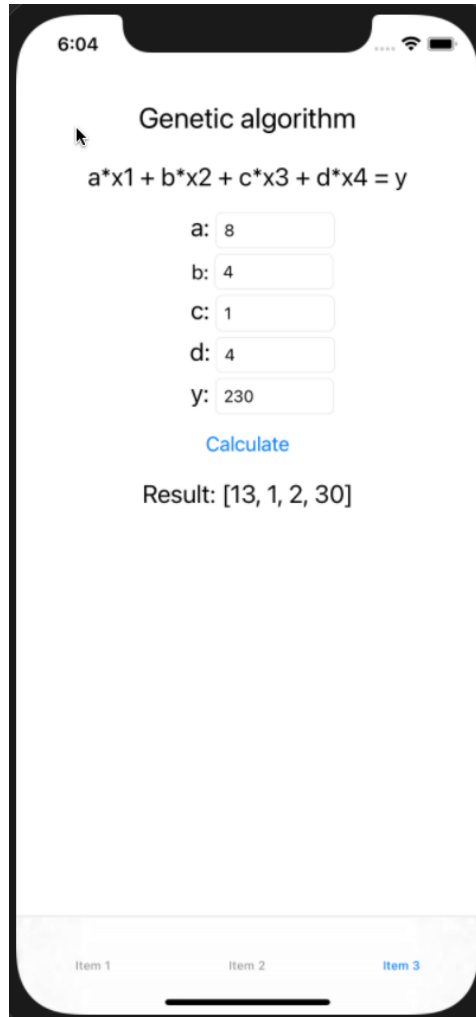 6:04
Genetic algorithm
a*x1 + b*x2 + c*x3 + d*x4 = y
a: 8
b: 4
c: 1
d: 4
y: 230
Calculate
Result: [13, 1, 2, 30]
Item 1 Item 2 Item 3